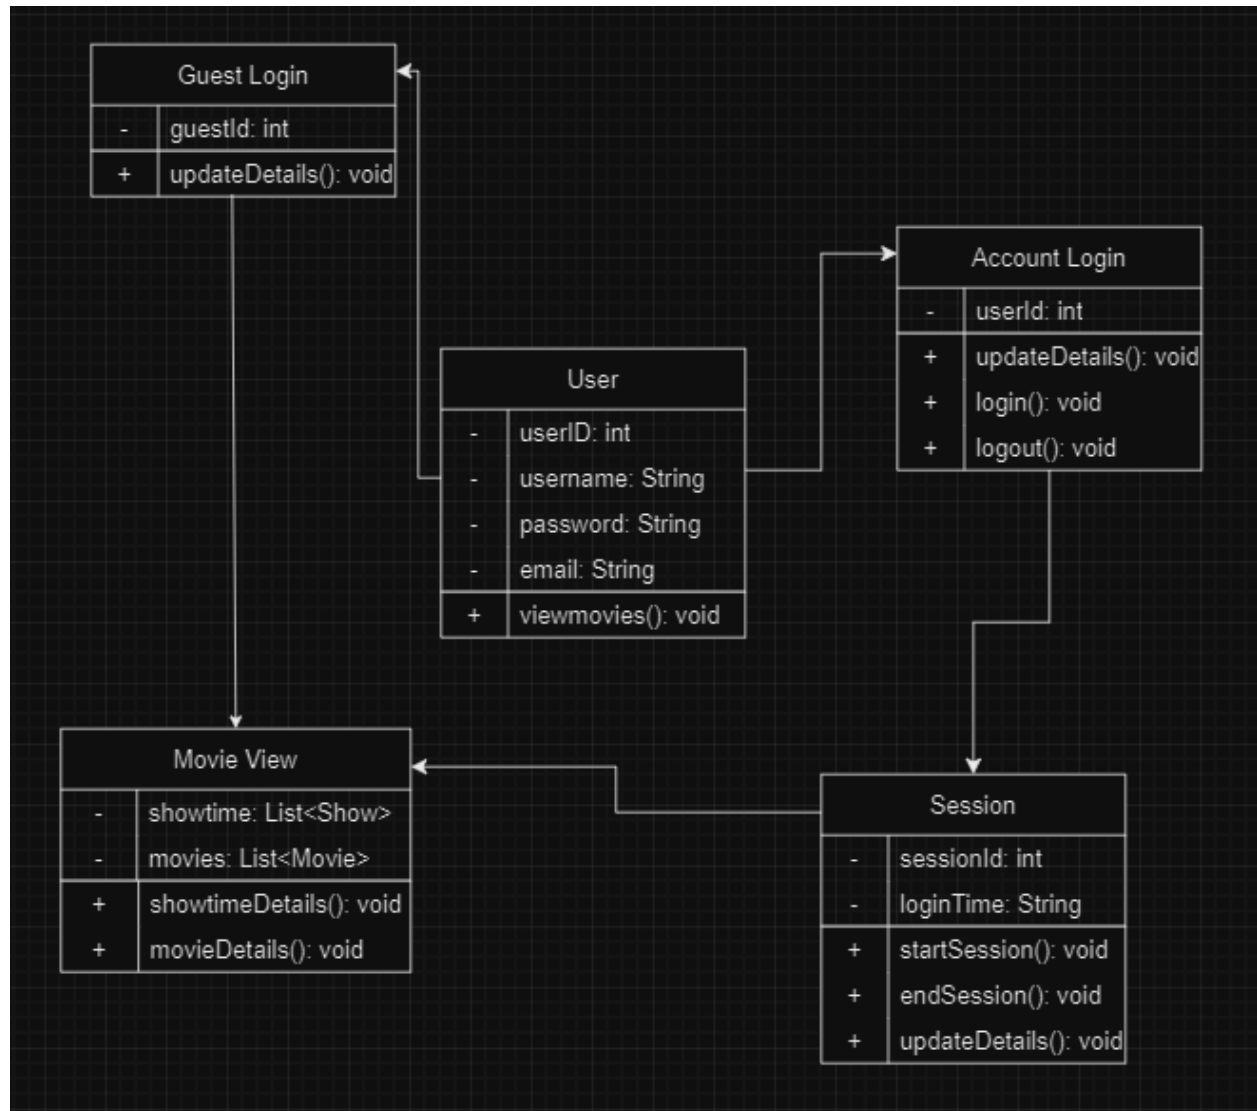 Guest Login
- guestId: int
+ updateDetails(): void
Account Login
- userId: int
+ updateDetails(): void
+ login(): void
+ logout(): void
User
- userID: int
- username: String
- password: String
- email: String
+ viewmovies(): void
Movie View
- showtime: List<Show>
- movies: List<Movie>
+ showtimeDetails(): void
+ movieDetails(): void
Session
- sessionId: int
- loginTime: String
+ startSession(): void
+ endSession(): void
+ updateDetails(): void